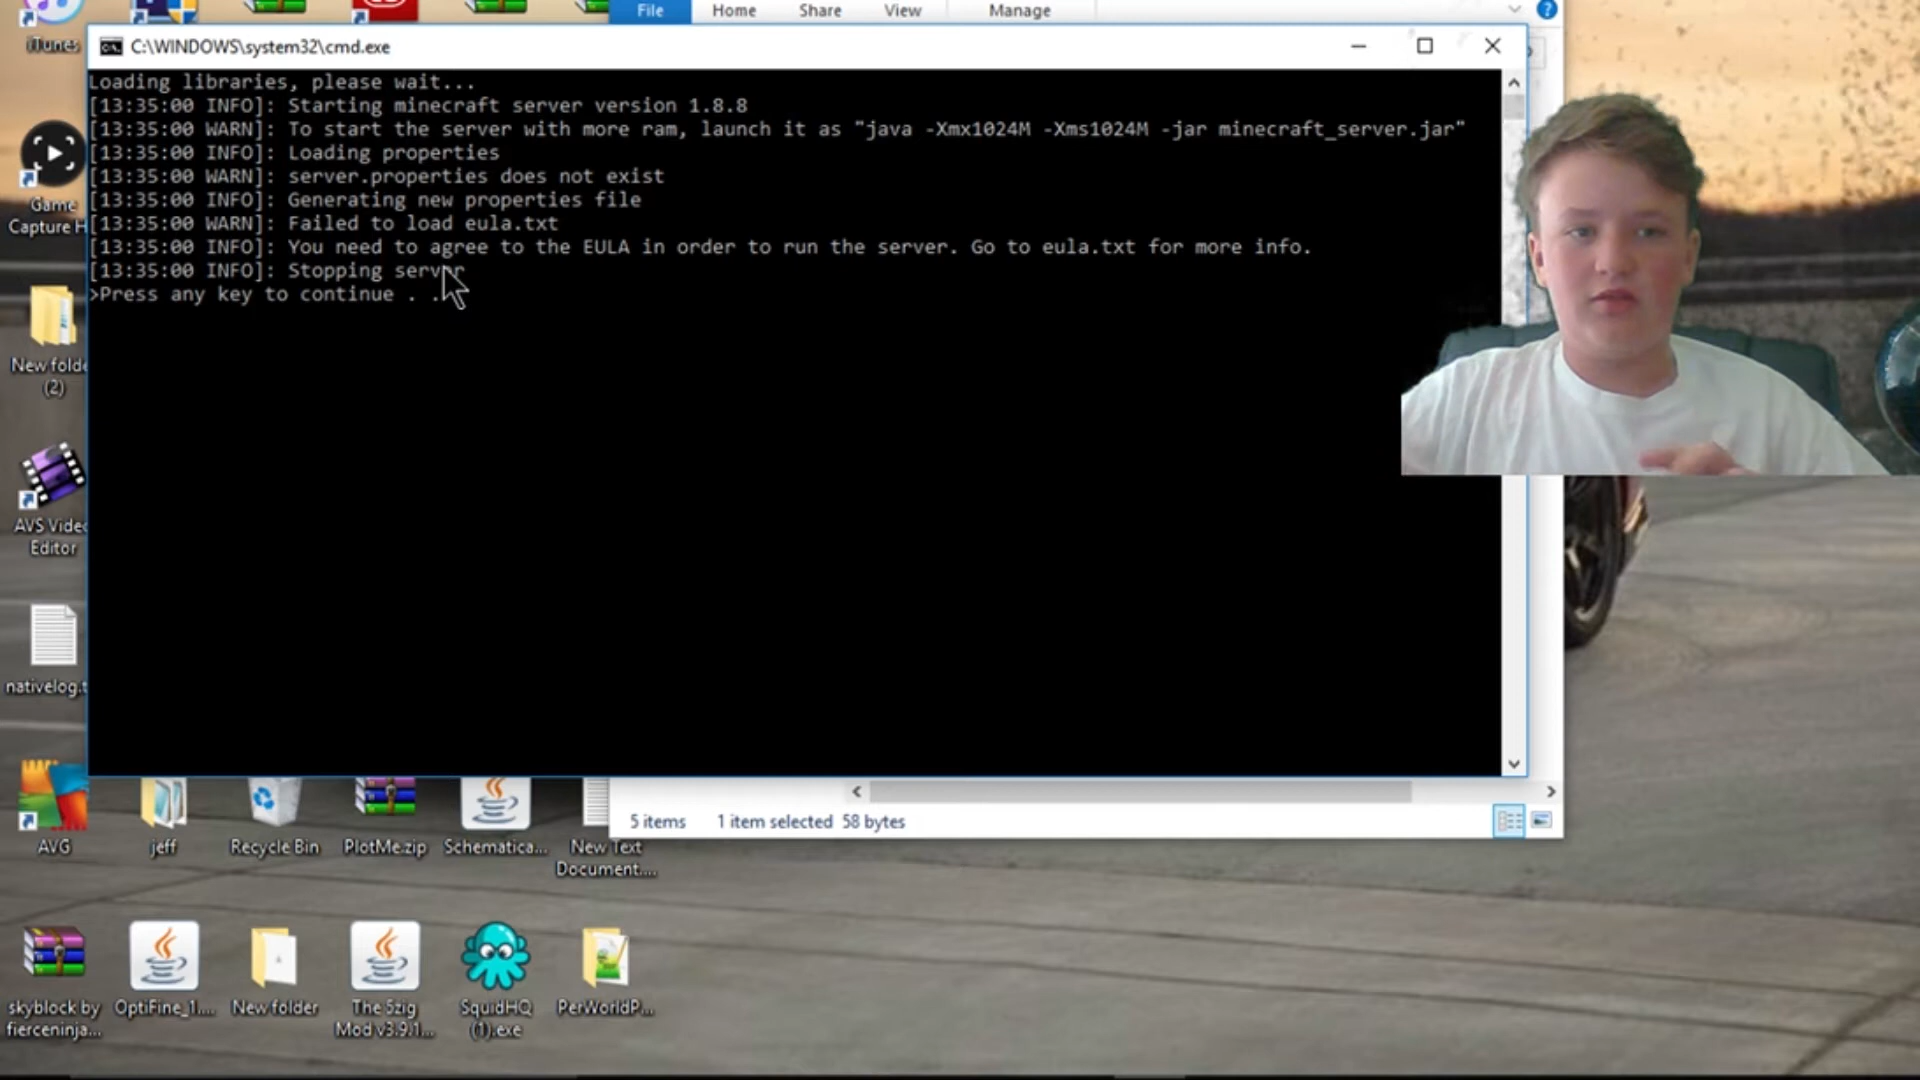 iTunes
File Home Share View Manage
C:\WINDOWS\system32\cmd.exe
Loading libraries, please wait...
[13:35:00 INFO]: Starting minecraft server version 1.8.8
[13:35:00 WARN]: To start the server with more ram, launch it as "java -Xmx1024M -Xms1024M -jar minecraft_server.jar"
[13:35:00 INFO]: Loading properties
[13:35:00 WARN]: server.properties does not exist
[13:35:00 INFO]: Generating new properties file
[13:35:00 WARN]: Failed to load eula.txt
[13:35:00 INFO]: You need to agree to the EULA in order to run the server. Go to eula.txt for more info.
[13:35:00 INFO]: Stopping server
>Press any key to continue . .
Game
Capture H
New folde
(2)
AVS Video
Editor
nativelog.t
5 items 1 item selected 58 bytes
AVG
jeff
Recycle Bin
PlotMe.zip
Schematica...
New Text
Document....
skyblock by
fierceninja...
OptiFine_1....
New folder
The 5zig
Mod v3.9.1...
SquidHQ
(1).exe
PerWorldP...